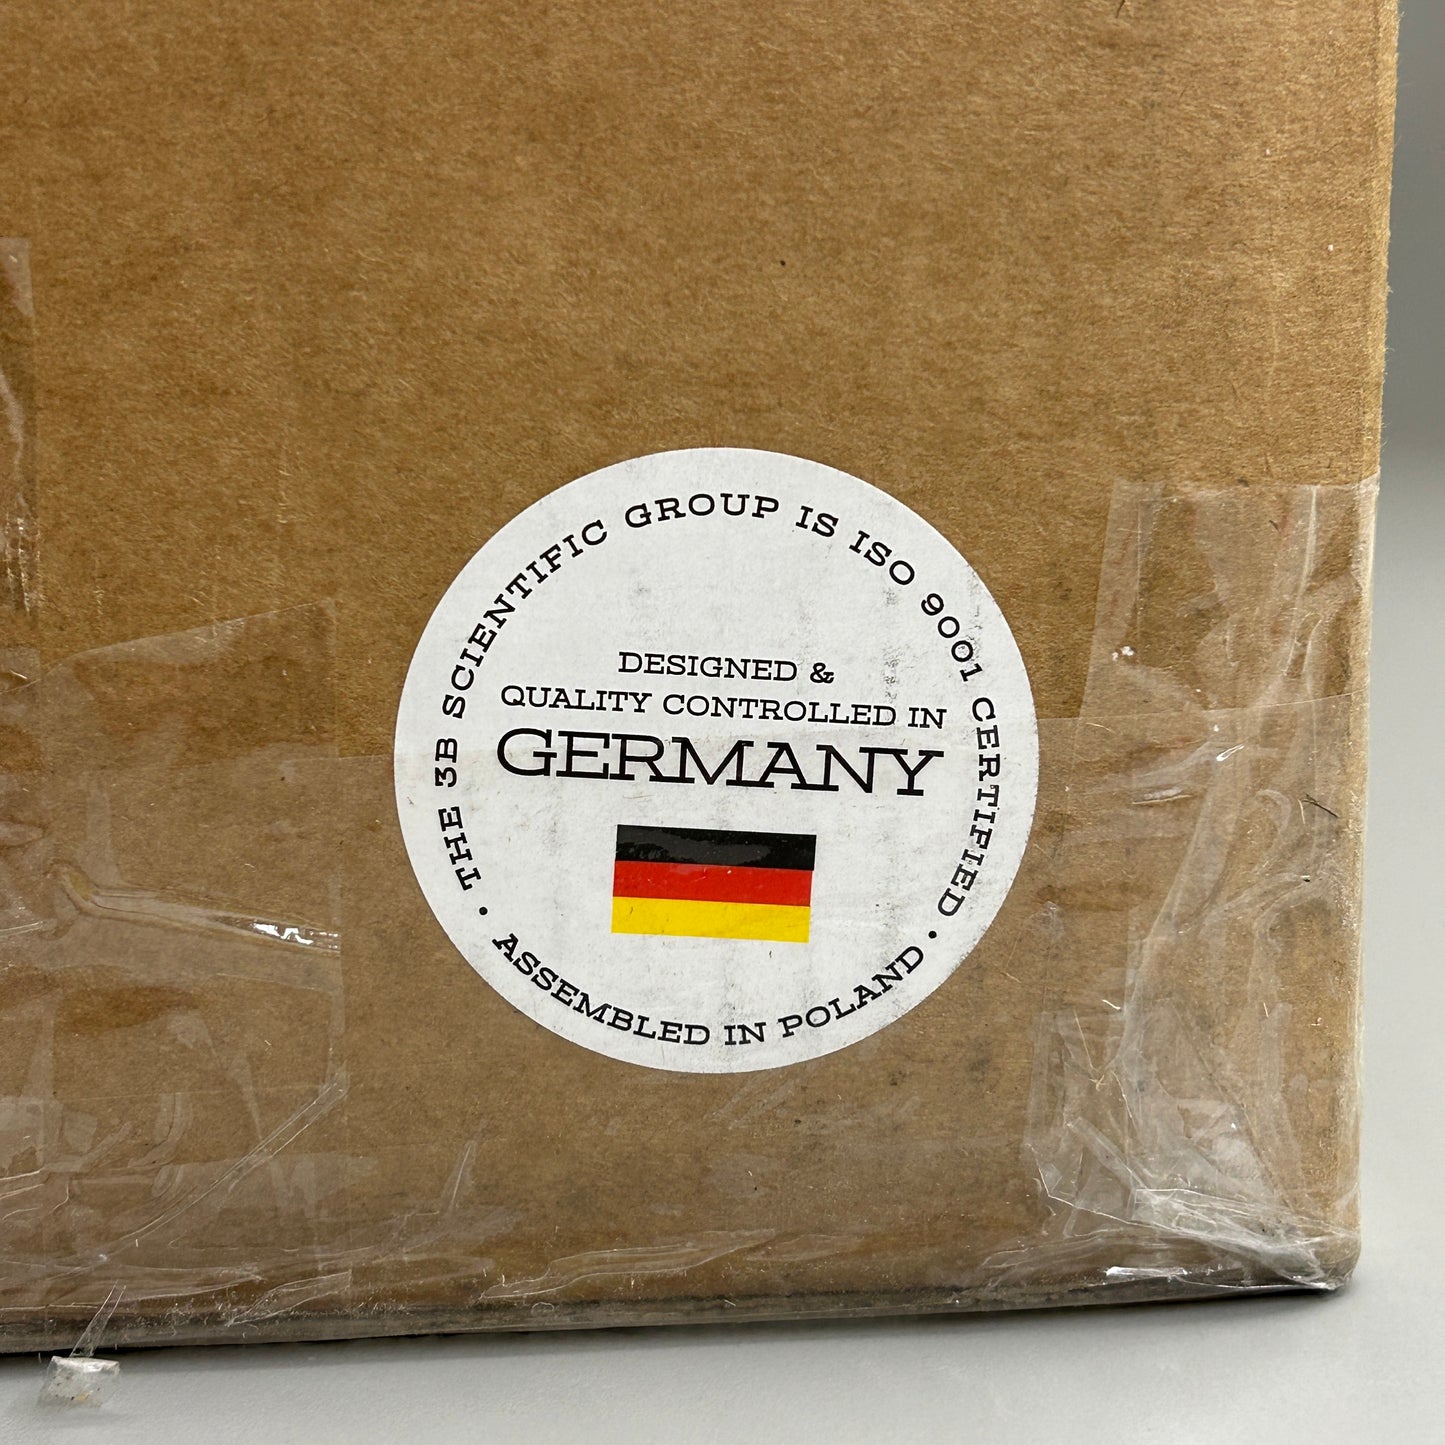 • THE 3B SCIENTIFIC GROUP IS ISO 9001 CERTIFIED •
DESIGNED &
QUALITY CONTROLLED IN
GERMANY
ASSEMBLED IN POLAND